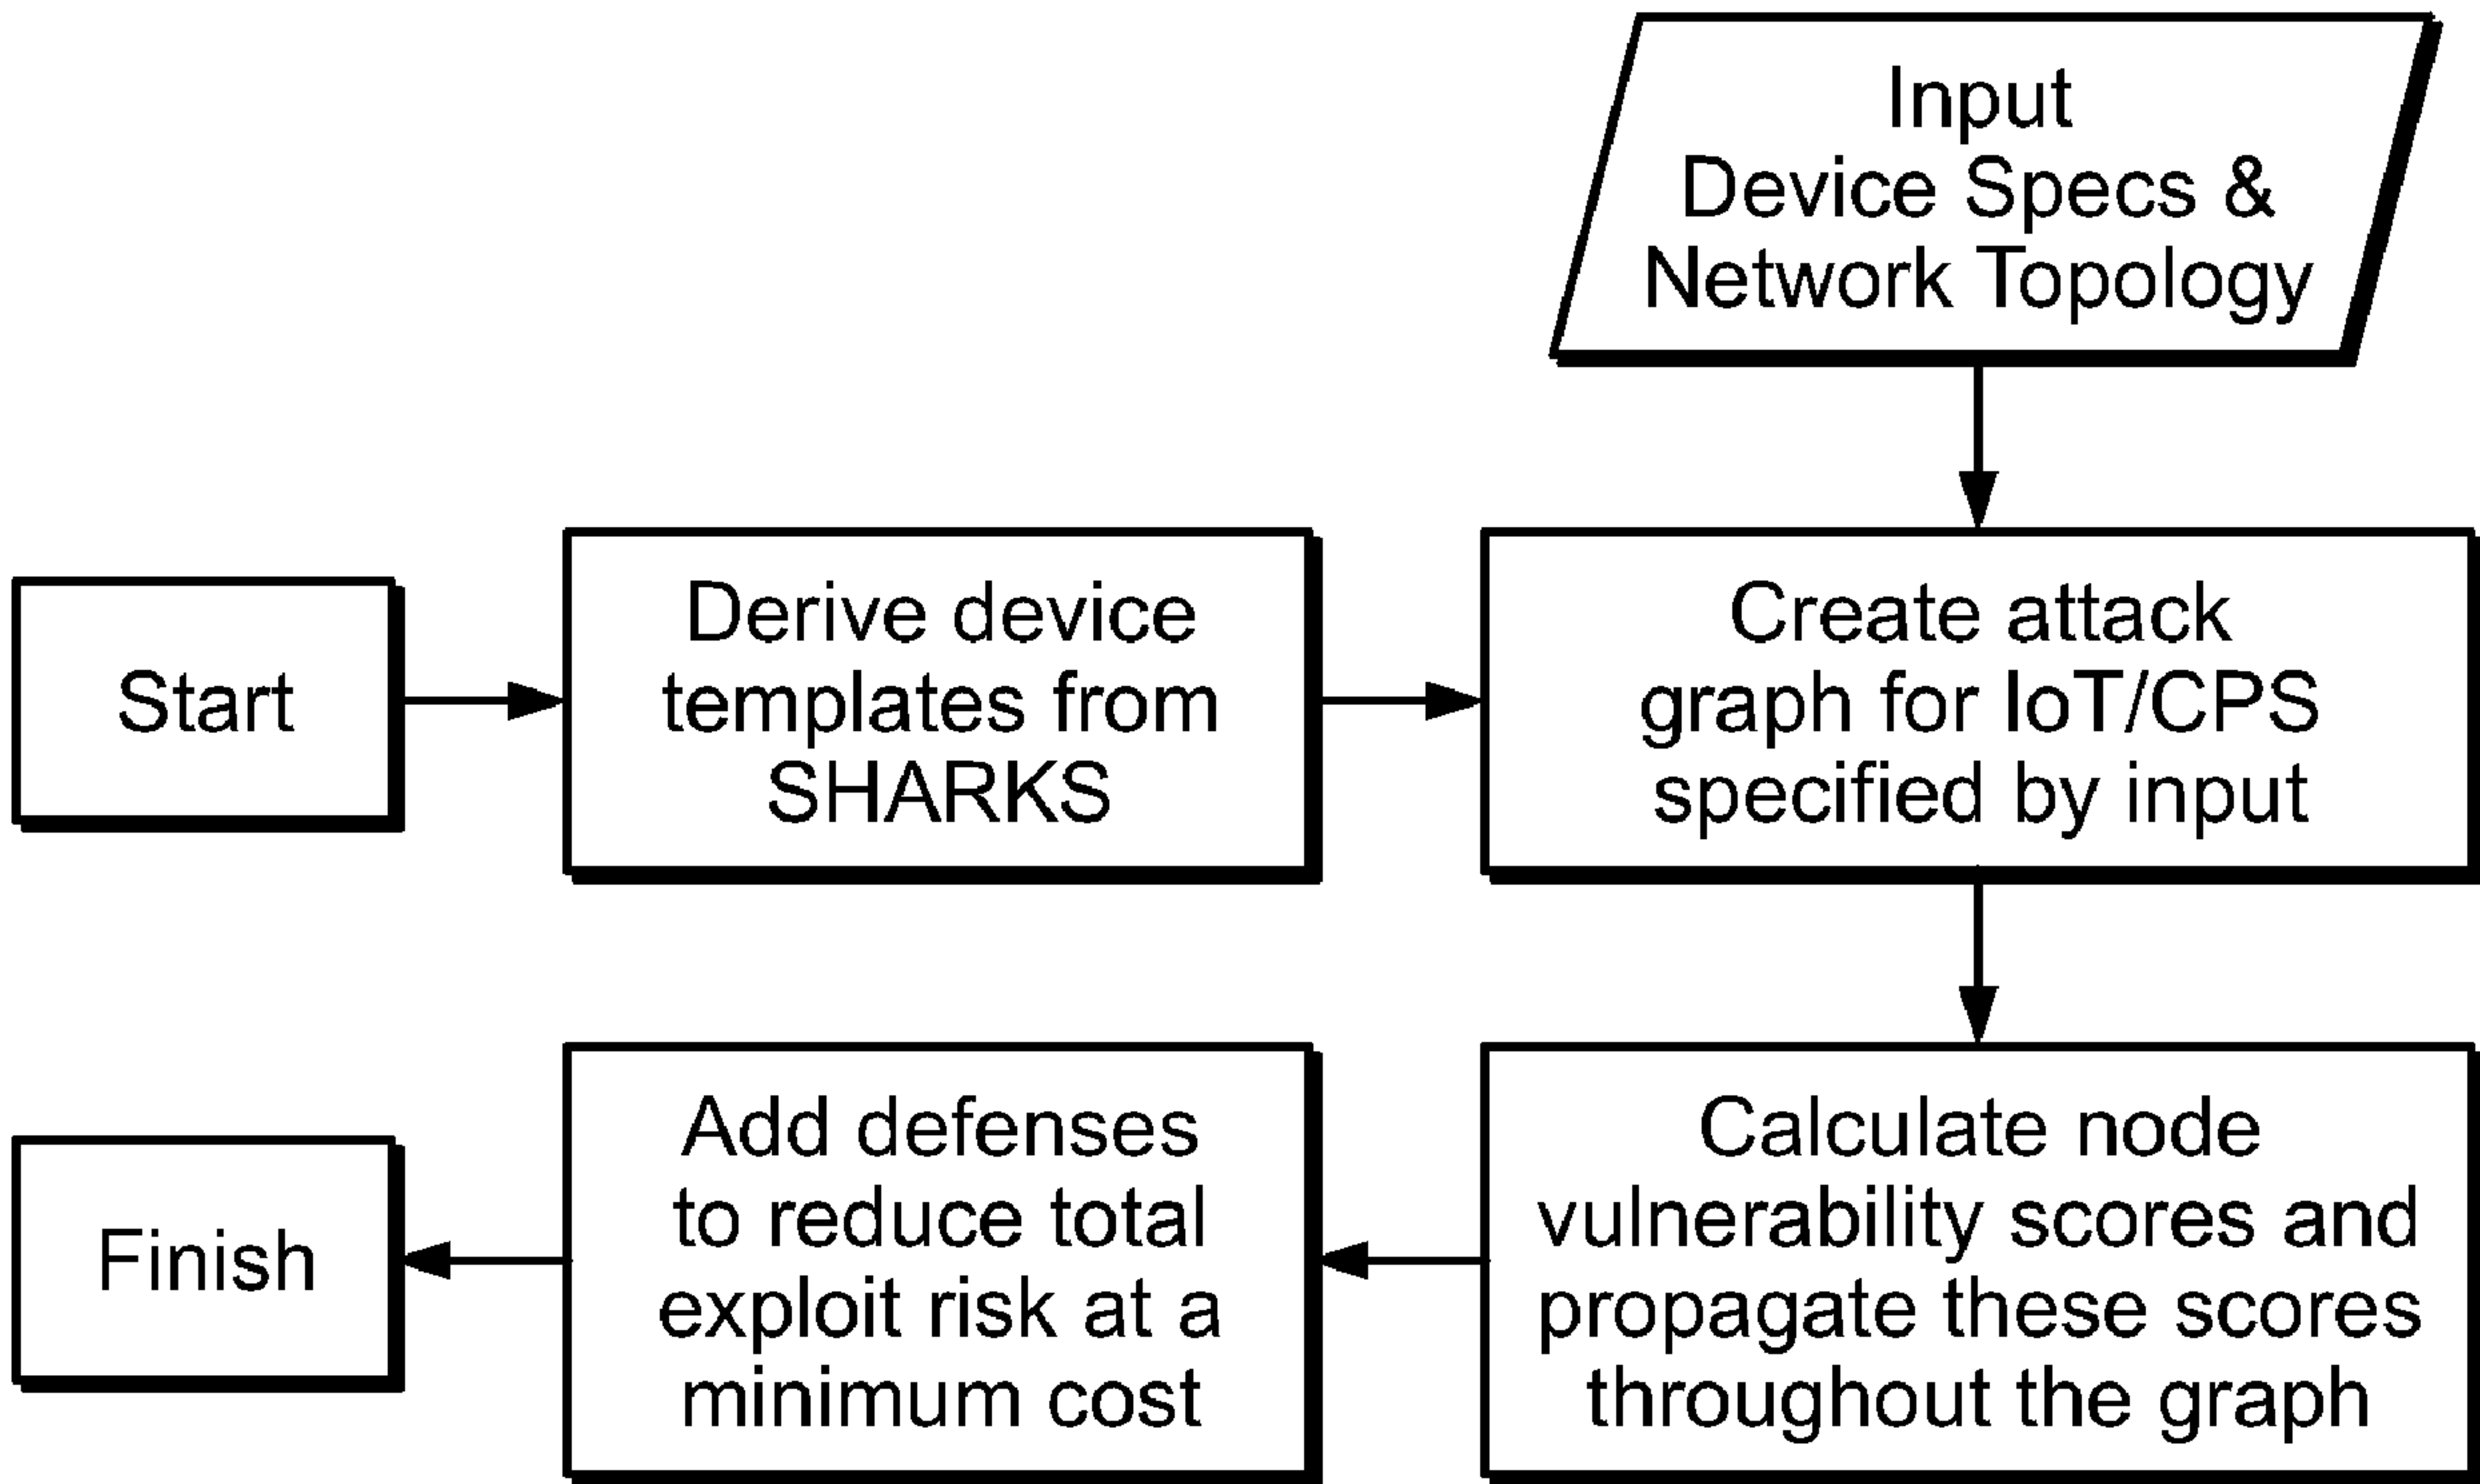 Input
Device Specs &
Network Topology
Start
Derive device
templates from
SHARKS
Create attack
graph for IoT/CPS
specified by input
Calculate node
vulnerability scores and
propagate these scores
throughout the graph
Add defenses
to reduce total
exploit risk at a
minimum cost
Finish